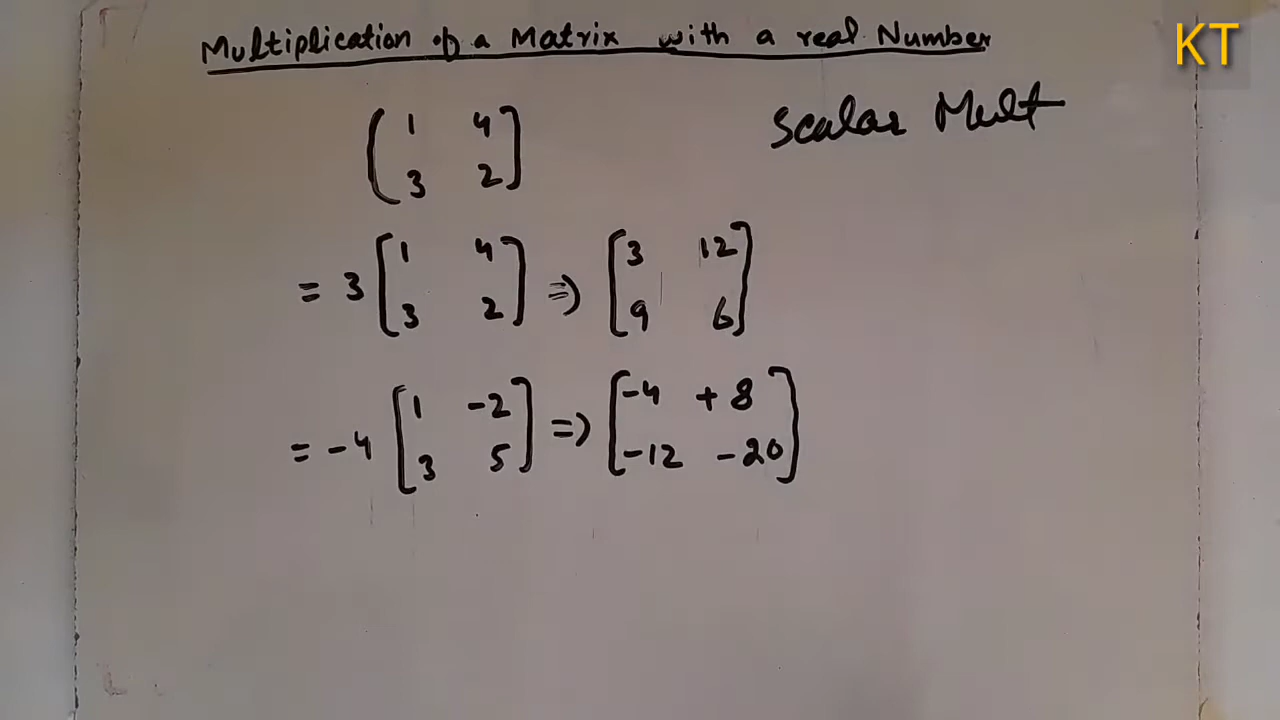 Multiplication of a Matrix with a real Number
KT
Scalar Mult
( 1 4 ]
3 2
= 3 [ 1 4 ] => [ 3 12 ]
3 2 9 6
= -4 [ 1 -2 ] => [ -4 +8 ]
3 5 -12 -20